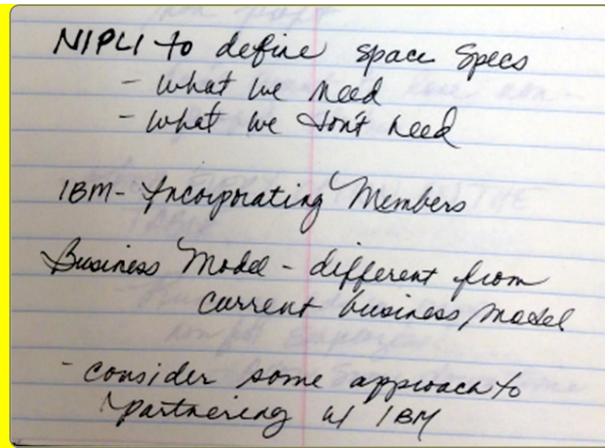 NIPLI to define space specs
- what we need
- what we don't need
IBM - Incorporating Members
Business Model - different from
current business model
- consider some approach to
partnering w/ IBM